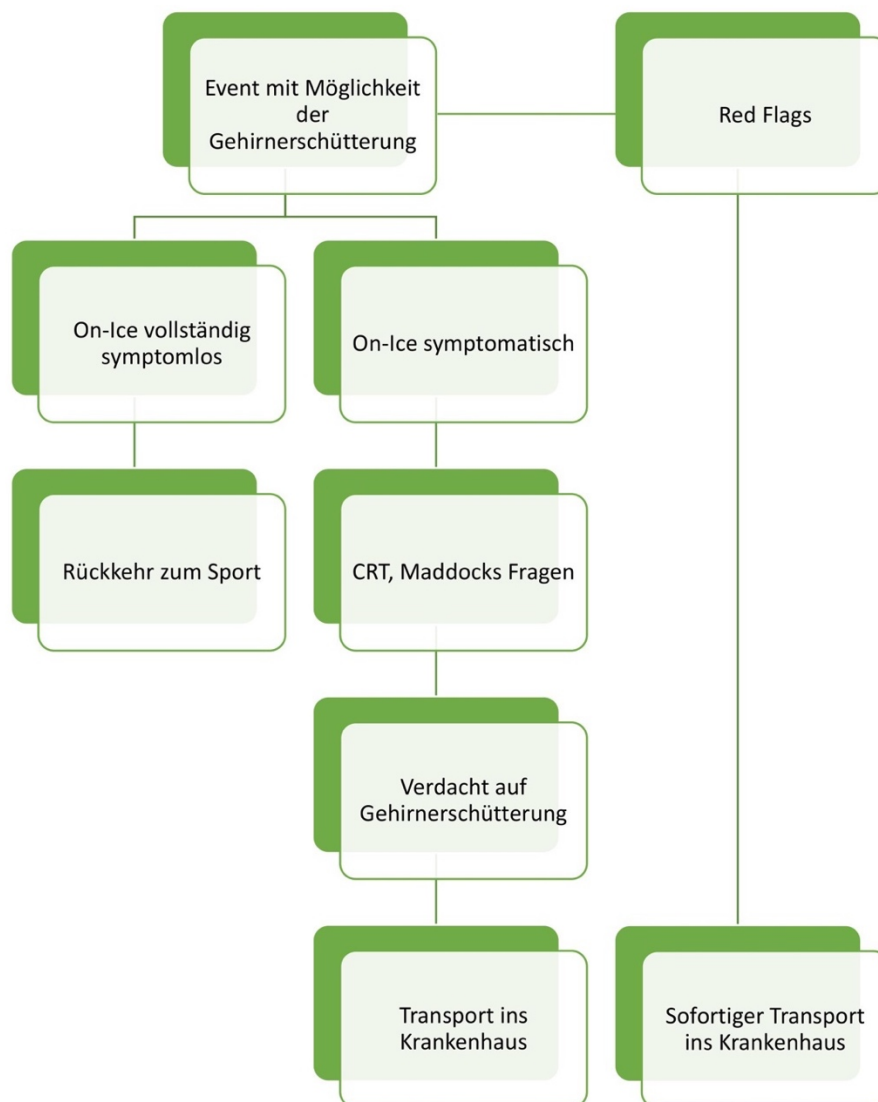 Event mit Möglichkeit
der
Gehirnerschütterung
Red Flags
On-Ice vollständig
symptomlos
On-Ice symptomatisch
Rückkehr zum Sport
CRT, Maddocks Fragen
Verdacht auf
Gehirnerschütterung
Transport ins
Krankenhaus
Sofortiger Transport
ins Krankenhaus